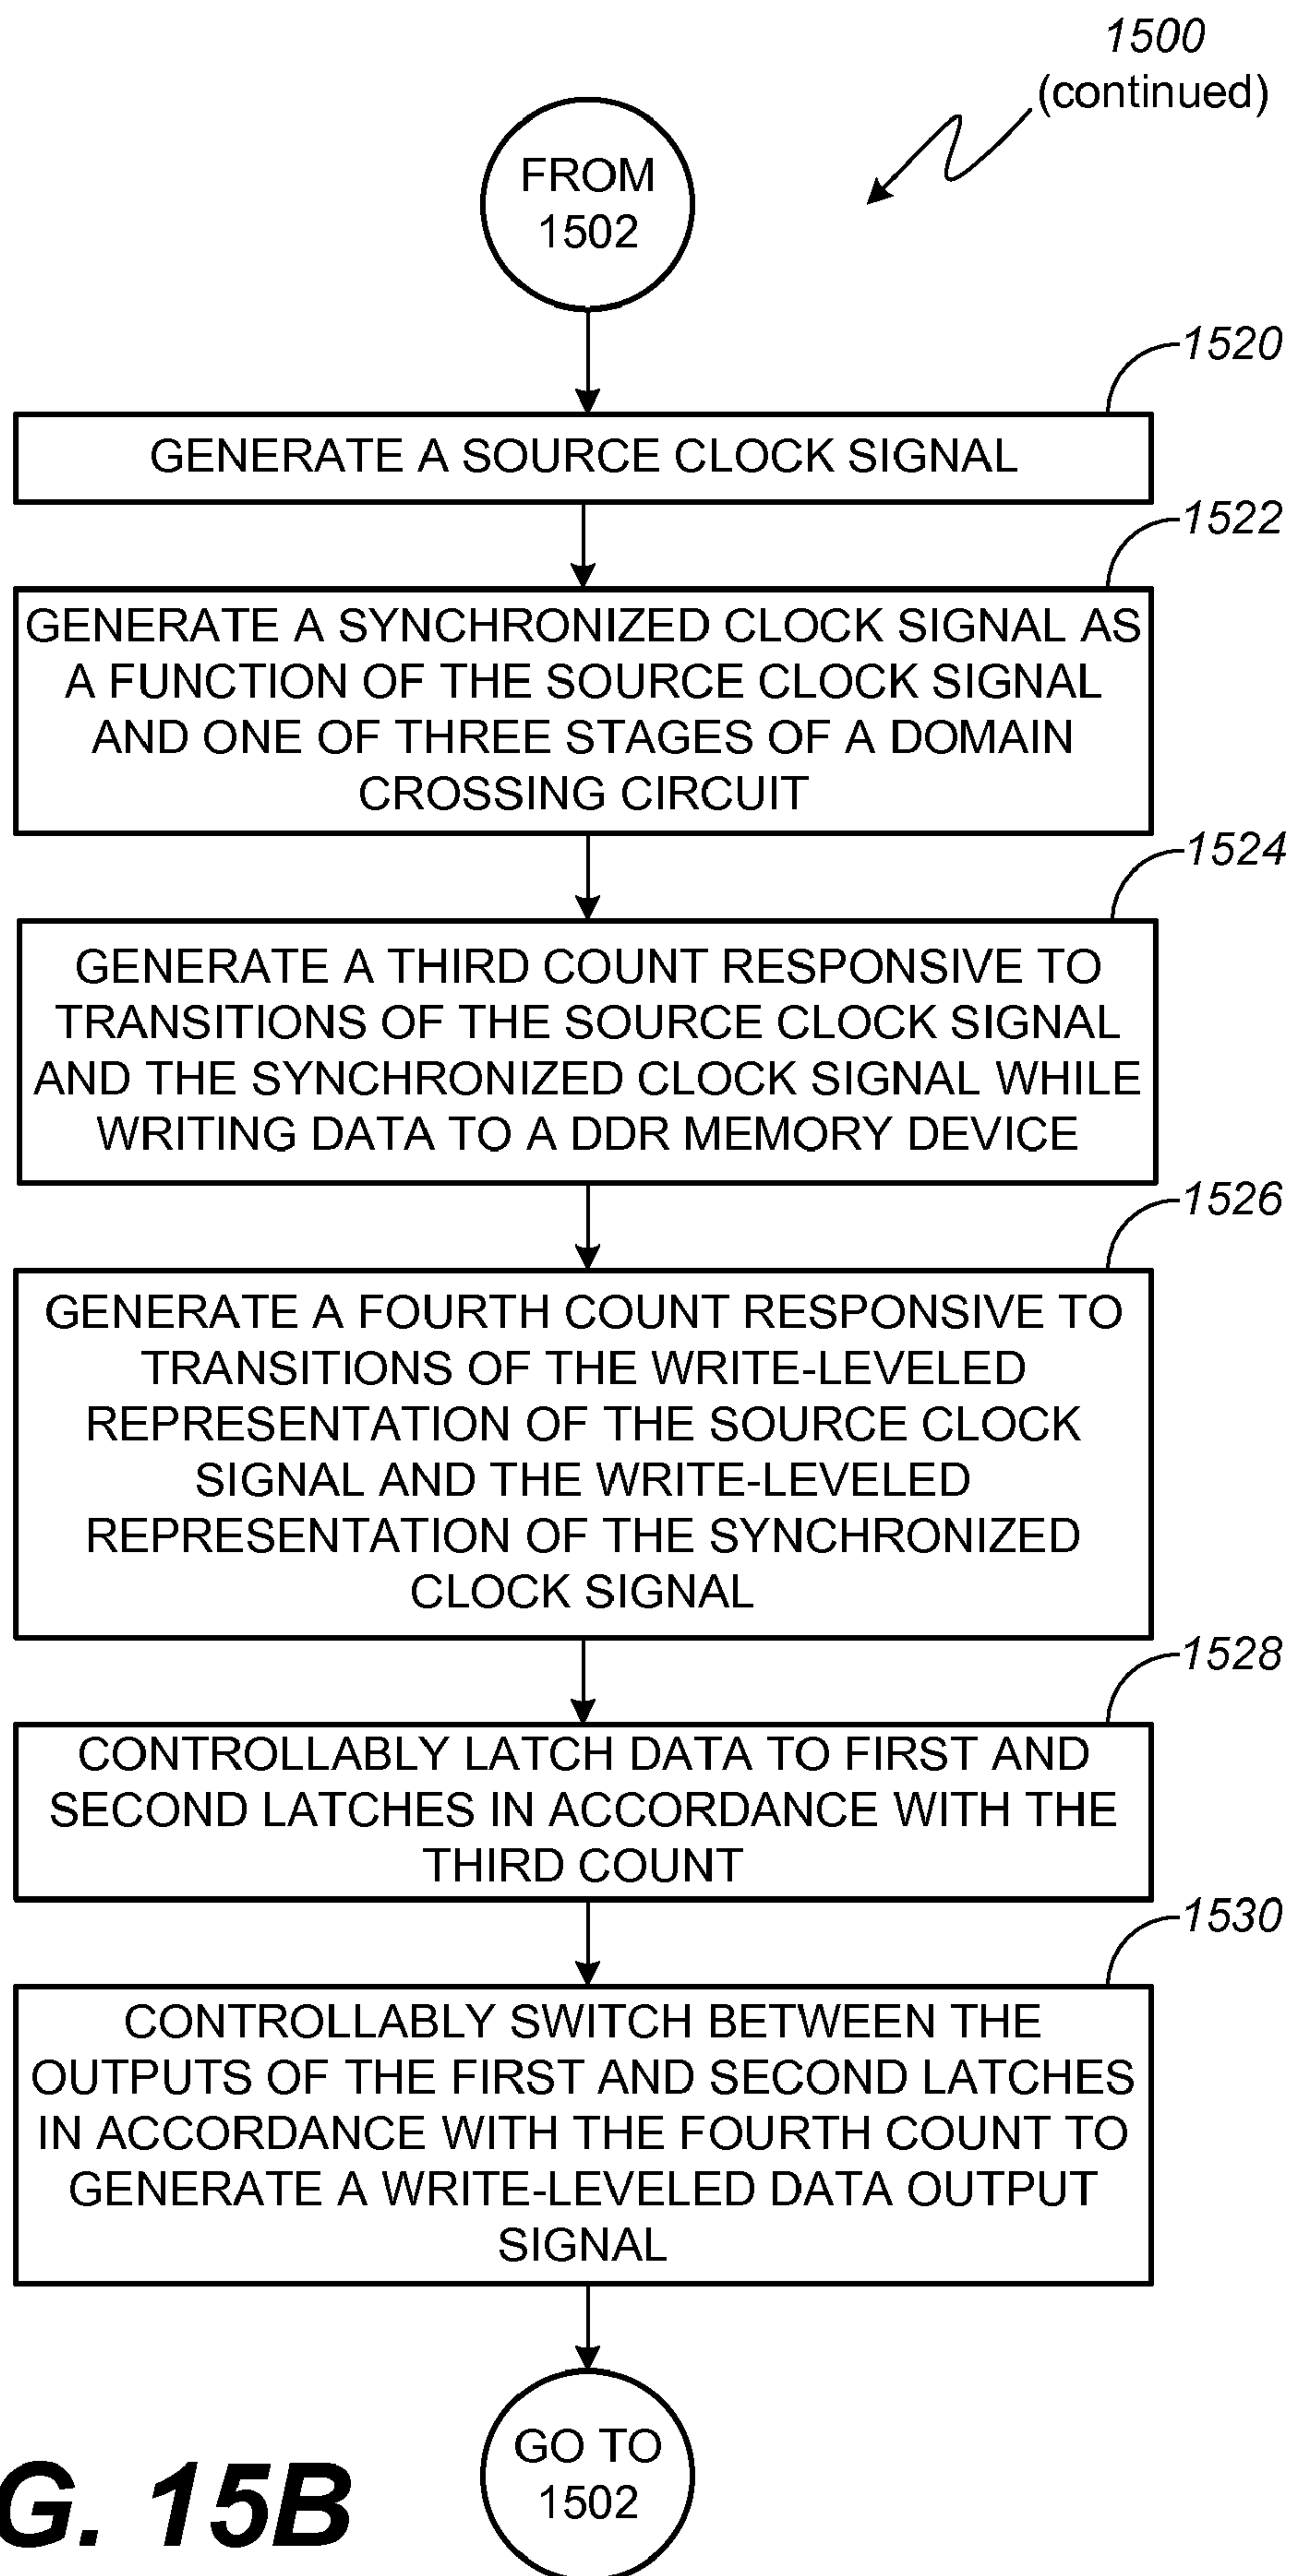 1500
(continued)
FROM
1502
1520
GENERATE A SOURCE CLOCK SIGNAL
1522
GENERATE A SYNCHRONIZED CLOCK SIGNAL AS
A FUNCTION OF THE SOURCE CLOCK SIGNAL
AND ONE OF THREE STAGES OF A DOMAIN
CROSSING CIRCUIT
1524
GENERATE A THIRD COUNT RESPONSIVE TO
TRANSITIONS OF THE SOURCE CLOCK SIGNAL
AND THE SYNCHRONIZED CLOCK SIGNAL WHILE
WRITING DATA TO A DDR MEMORY DEVICE
1526
GENERATE A FOURTH COUNT RESPONSIVE TO
TRANSITIONS OF THE WRITE-LEVELED
REPRESENTATION OF THE SOURCE CLOCK
SIGNAL AND THE WRITE-LEVELED
REPRESENTATION OF THE SYNCHRONIZED
CLOCK SIGNAL
1528
CONTROLLABLY LATCH DATA TO FIRST AND
SECOND LATCHES IN ACCORDANCE WITH THE
THIRD COUNT
1530
CONTROLLABLY SWITCH BETWEEN THE
OUTPUTS OF THE FIRST AND SECOND LATCHES
IN ACCORDANCE WITH THE FOURTH COUNT TO
GENERATE A WRITE-LEVELED DATA OUTPUT
SIGNAL
GO TO
1502
G. 15B